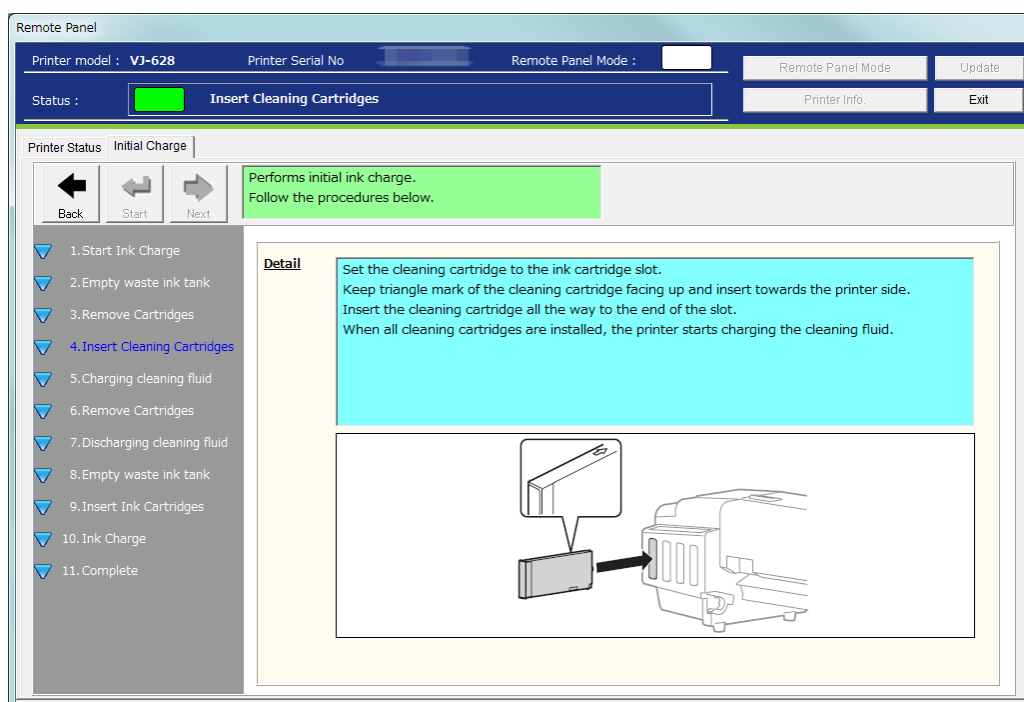 Remote Panel
Printer model : VJ-628 Printer Serial No Remote Panel Mode :
Remote Panel Mode Update
Status : Insert Cleaning Cartridges
Printer Info. Exit
Printer Status Initial Charge
Back Start Next
Performs initial ink charge.
Follow the procedures below.
1.Start Ink Charge
2.Empty waste ink tank
3.Remove Cartridges
4.Insert Cleaning Cartridges
5.Charging cleaning fluid
6.Remove Cartridges
7.Discharging cleaning fluid
8.Empty waste ink tank
9.Insert Ink Cartridges
10.Ink Charge
11.Complete
Detail
Set the cleaning cartridge to the ink cartridge slot.
Keep triangle mark of the cleaning cartridge facing up and insert towards the printer side.
Insert the cleaning cartridge all the way to the end of the slot.
When all cleaning cartridges are installed, the printer starts charging the cleaning fluid.